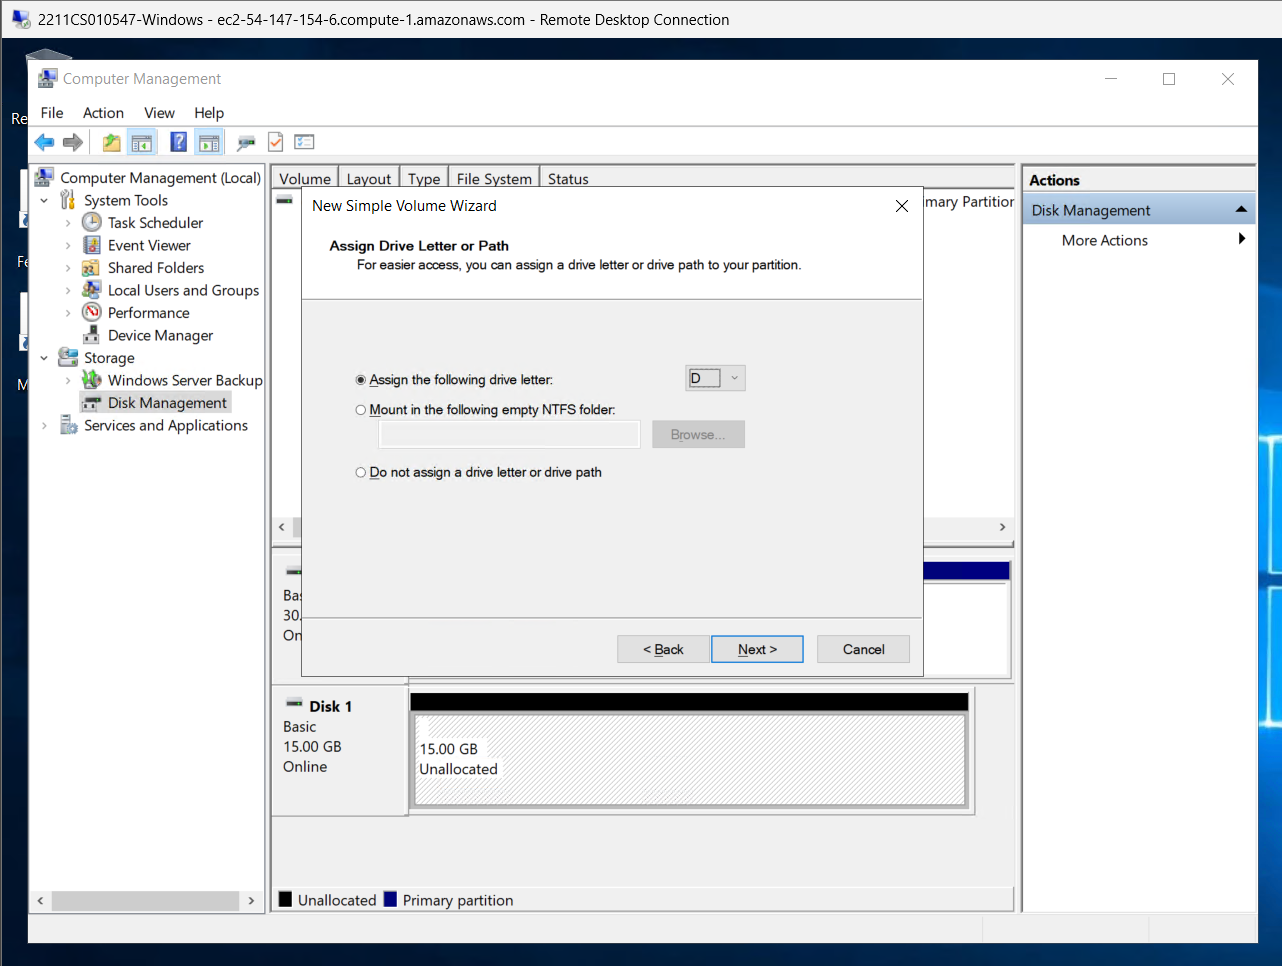 2211CS010547-Windows - ec2-54-147-154-6.compute-1.amazonaws.com - Remote Desktop Connection
Computer Management
File Action View Help
Computer Management (Local)
System Tools
Task Scheduler
Event Viewer
Shared Folders
Local Users and Groups
Performance
Device Manager
Storage
Windows Server Backup
Disk Management
Services and Applications
Volume Layout Type File System Status
New Simple Volume Wizard
Assign Drive Letter or Path
For easier access, you can assign a drive letter or drive path to your partition.
Assign the following drive letter: D
Mount in the following empty NTFS folder:
Browse...
Do not assign a drive letter or drive path
< Back Next > Cancel
mary Partition
Bas
30.
On
Disk 1
Basic
15.00 GB
Online
15.00 GB
Unallocated
Unallocated Primary partition
Actions
Disk Management
More Actions
Re
Fe
M